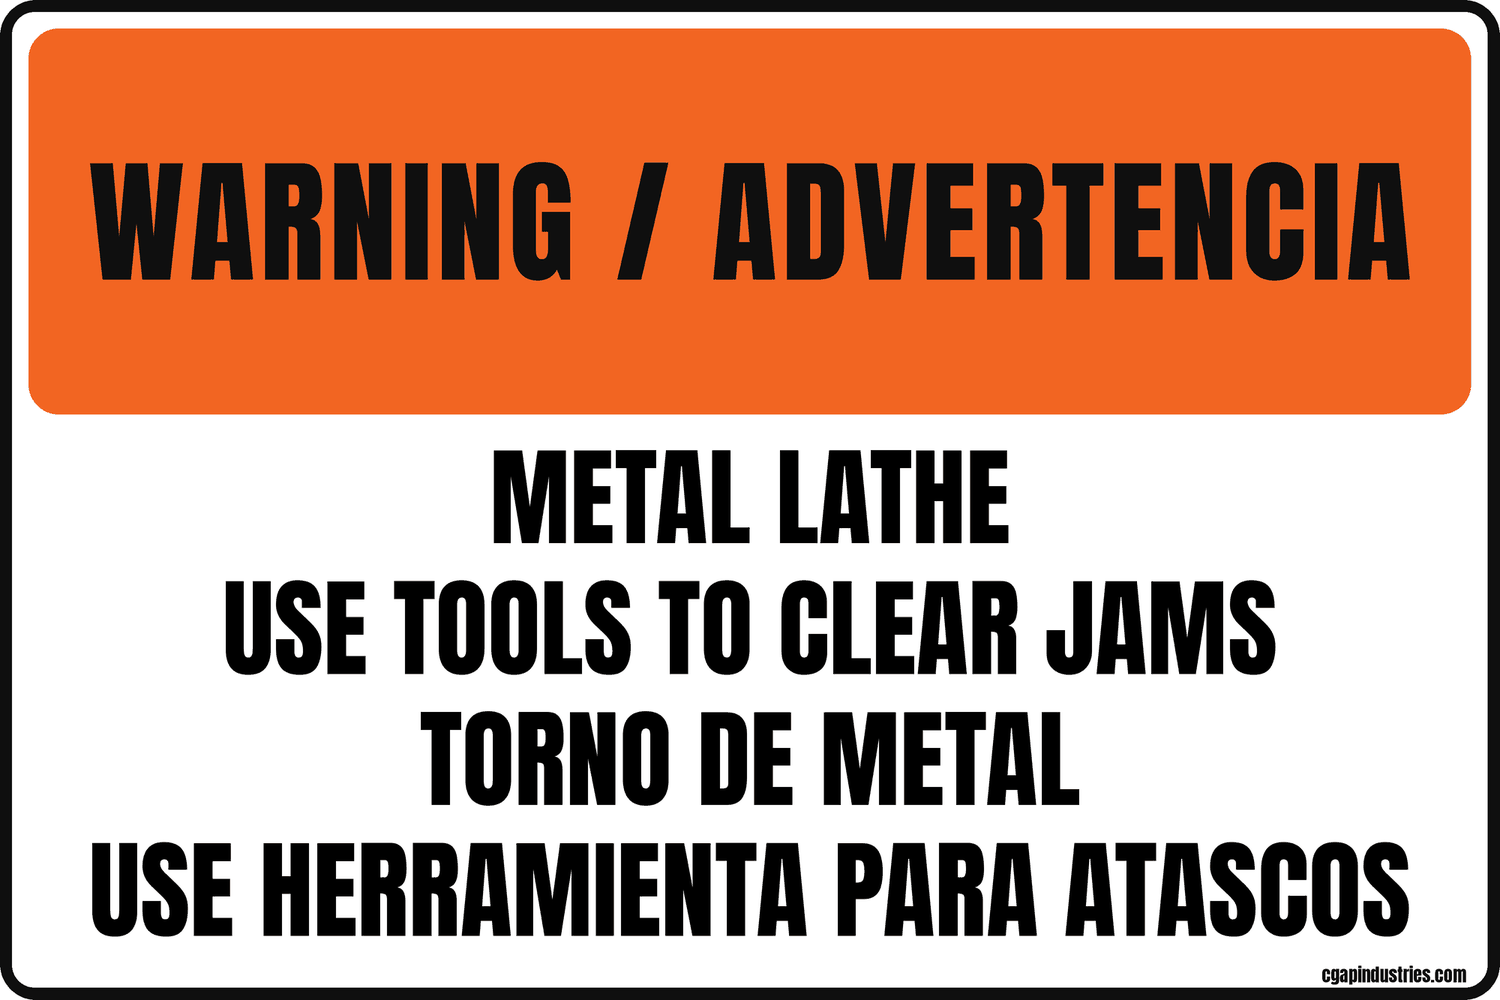 WARNING / ADVERTENCIA
METAL LATHE
USE TOOLS TO CLEAR JAMS
TORNO DE METAL
USE HERRAMIENTA PARA ATASCOS
cgapindustries.com